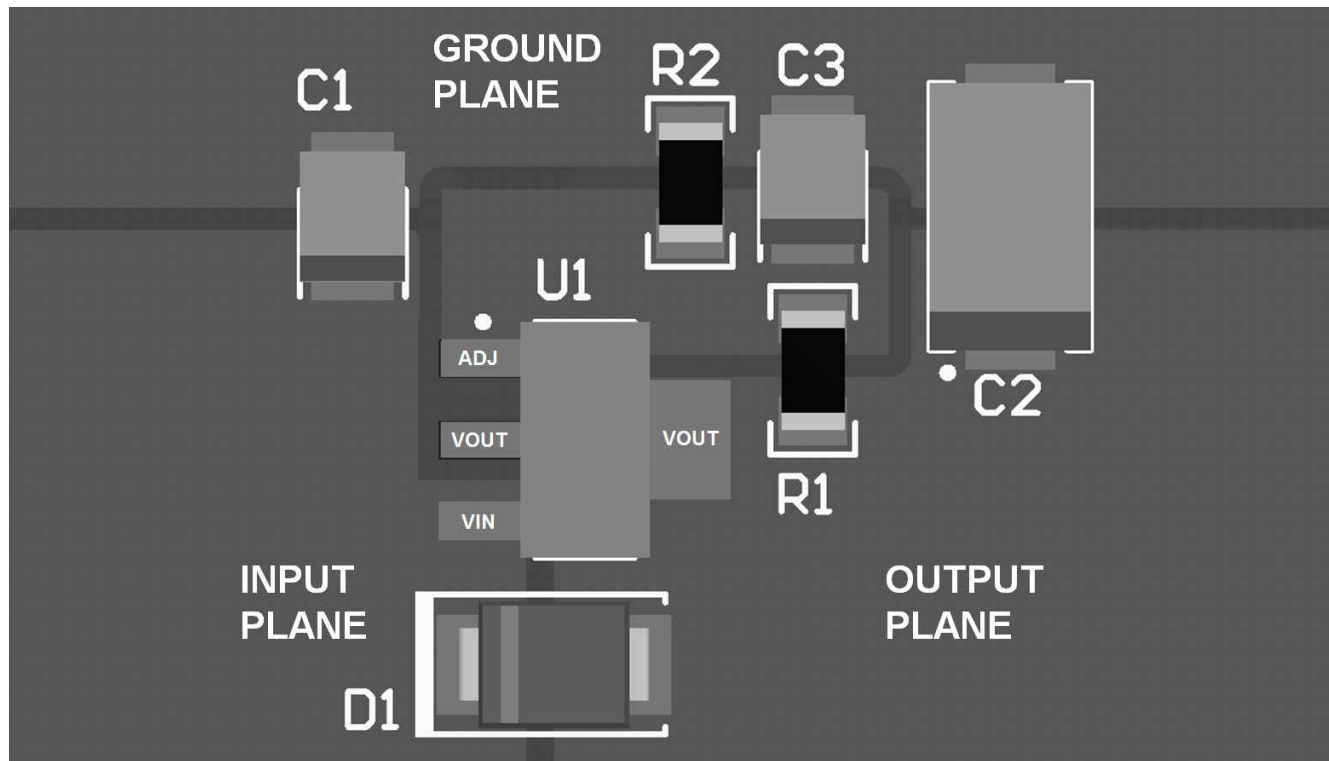 GROUND
PLANE
C1
R2
C3
U1
ADJ
VOUT
VOUT
VIN
C2
R1
INPUT
PLANE
OUTPUT
PLANE
D1